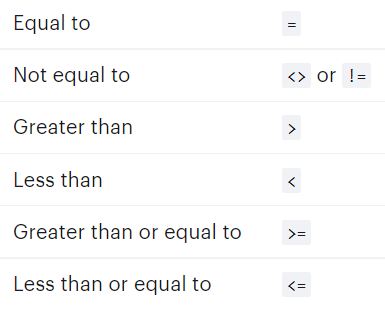 Equal to =
Not equal to <> or !=
Greater than >
Less than <
Greater than or equal to >=
Less than or equal to <=